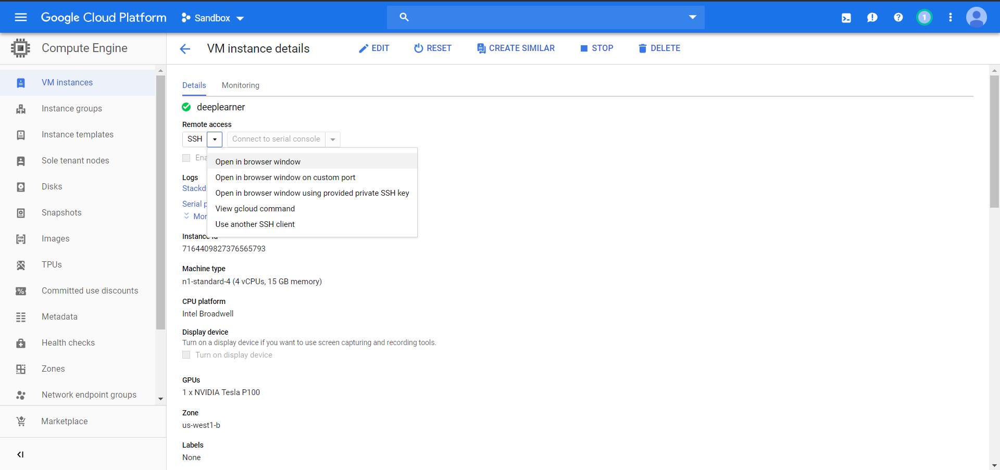 Google Cloud Platform
Sandbox
1
Compute Engine
VM instance details
EDIT
RESET
CREATE SIMILAR
STOP
DELETE
VM instances
Instance groups
Instance templates
Sole tenant nodes
Disks
Snapshots
Images
TPUs
Committed use discounts
Metadata
Health checks
Zones
Network endpoint groups
Marketplace
Details
Monitoring
deeplearner
Remote access
SSH
Connect to serial console
Ena
Open in browser window
Open in browser window on custom port
Open in browser window using provided private SSH key
View gcloud command
Use another SSH client
Logs
Stackd
Serial p
Mor
Instance id
7164409827376565793
Machine type
n1-standard-4 (4 vCPUs, 15 GB memory)
CPU platform
Intel Broadwell
Display device
Turn on a display device if you want to use screen capturing and recording tools.
Turn on display device
GPUs
1 x NVIDIA Tesla P100
Zone
us-west1-b
Labels
None